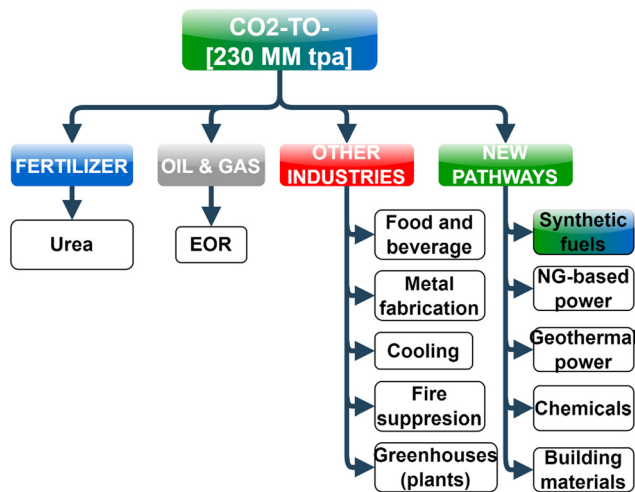 CO2-TO-
[230 MM tpa]
FERTILIZER
OIL & GAS
OTHER
INDUSTRIES
NEW
PATHWAYS
Urea
EOR
Food and
beverage
Metal
fabrication
Cooling
Fire
suppresion
Greenhouses
(plants)
Synthetic
fuels
NG-based
power
Geothermal
power
Chemicals
Building
materials